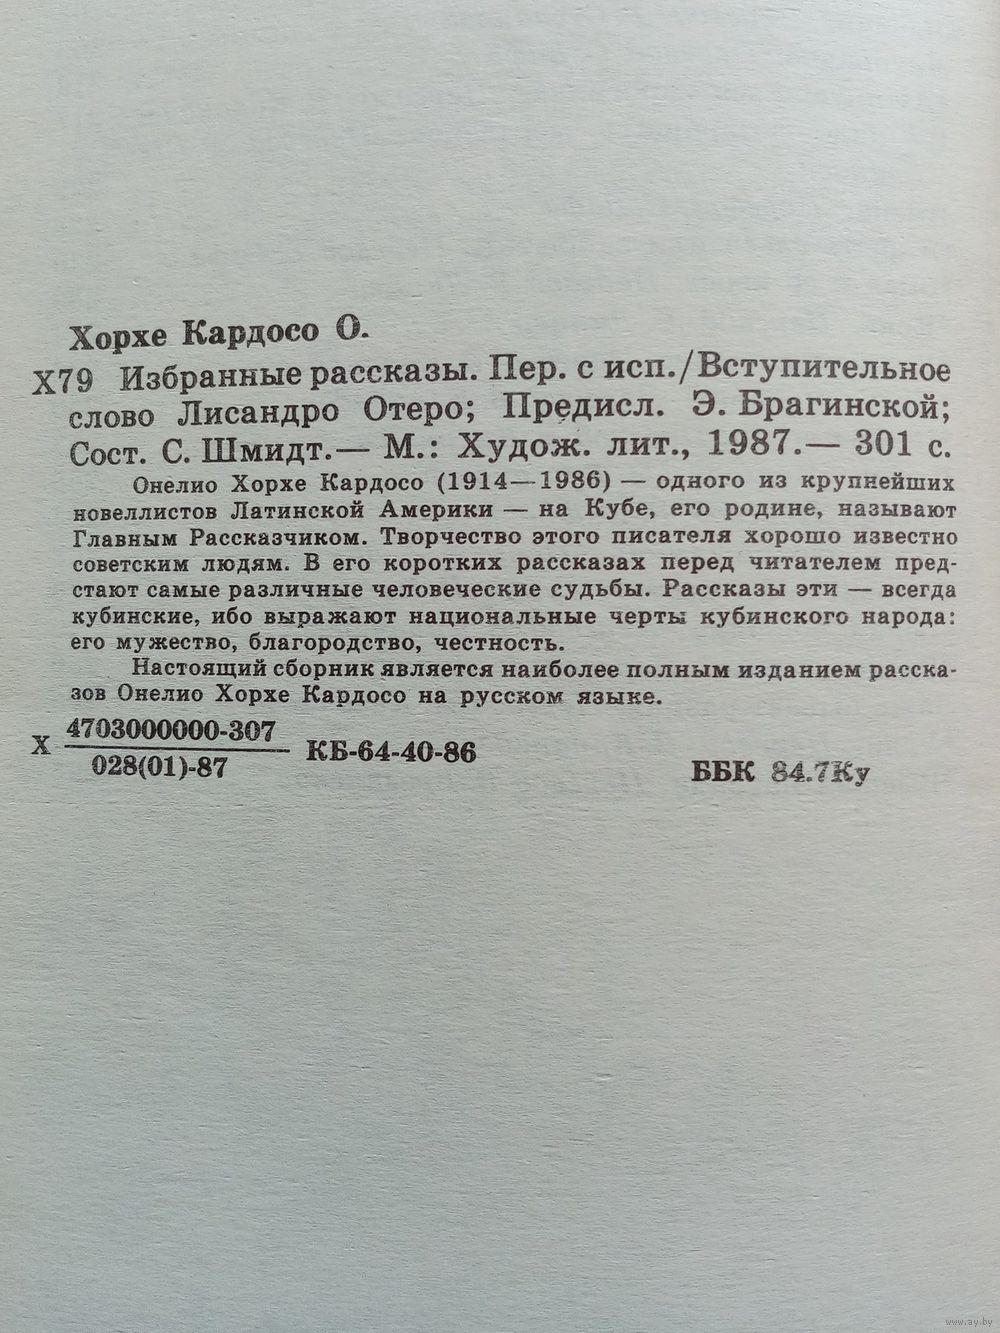 Хорхе Кардосо О.
Х79 Избранные рассказы. Пер. с исп./Вступительное
слово Лисандро Отеро; Предисл. Э. Брагинской;
Сост. С. Шмидт.— М.: Худож. лит., 1987.— 301 с.
Онелио Хорхе Кардосо (1914—1986) — одного из крупнейших
новеллистов Латинской Америки — на Кубе, его родине, называют
Главным Рассказчиком. Творчество этого писателя хорошо известно
советским людям. В его коротких рассказах перед читателем пред-
стают самые различные человеческие судьбы. Рассказы эти — всегда
кубинские, ибо выражают национальные черты кубинского народа:
его мужество, благородство, честность.
Настоящий сборник является наиболее полным изданием расска-
зов Онелио Хорхе Кардосо на русском языке.
Х 4703000000-307
028(01)-87
КБ-64-40-86
ББК 84.7Ку
www.ay.by